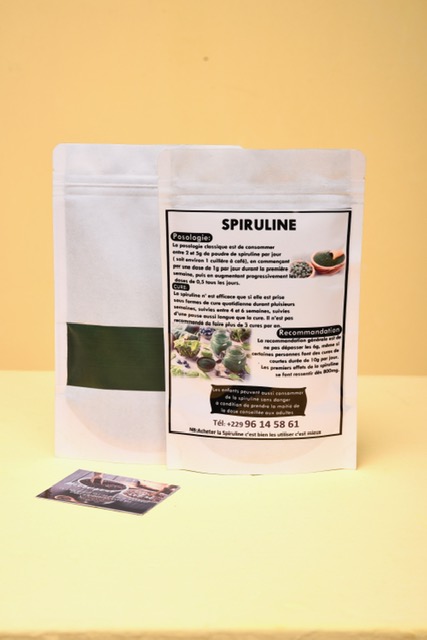 SPIRULINE
Posologie:
La posologie classique est de consommer
entre 3 et 5g de poudre de spiruline par jour
( soit environ 1 cuillère à café), en commençant
par une dose de 1g par jour durant la première
semaine, puis en augmentant progressivement les
doses de 0,5 tous les jours.
CURE:
La spiruline n' est efficace que si elle est prise
sous formes de cure quotidienne durant plusieurs
semaines, suivies entre 4 et 6 semaines, suivies
d'une pause aussi longue que la cure. Il n'est pas
recommandé de faire plus de 3 cures par an.
Recommandation
La recommandation générale est de
ne pas dépasser les 6g, même si
certaines personnes font des cures de
courtes durée de 10g par jour.
Les premiers effets de la spiruline
se font ressentir dès 800mg.
Les enfants peuvent aussi consommer
de la spiruline sans danger
à condition de prendre la moitié de
la dose conseillée aux adultes
Tél: +229 96 14 58 61
NB:Acheter la Spiruline c'est bien les utiliser c'est mieux